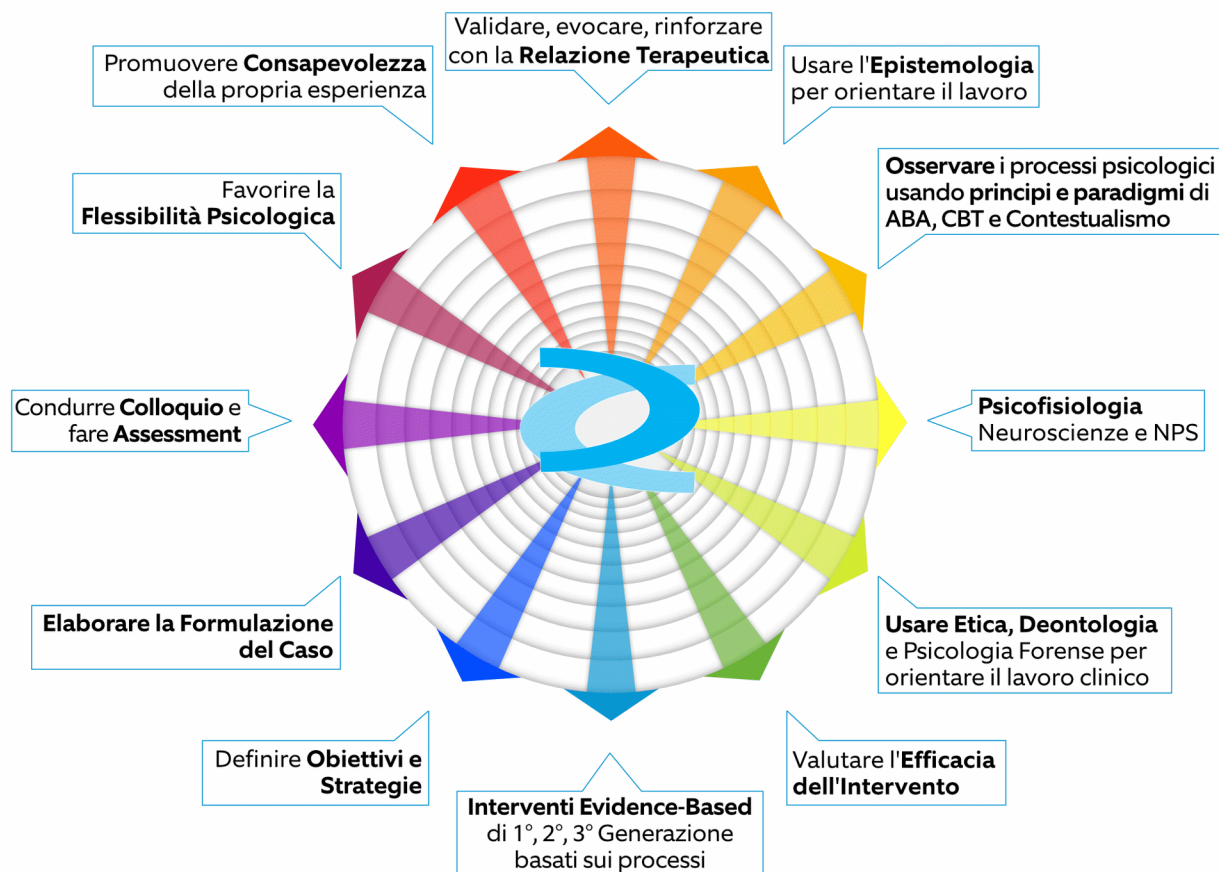 Validare, evocare, rinforzare
con la Relazione Terapeutica
Usare l'Epistemologia
per orientare il lavoro
Osservare i processi psicologici
usando principi e paradigmi di
ABA, CBT e Contestualismo
Psicofisiologia
Neuroscienze e NPS
Usare Etica, Deontologia
e Psicologia Forense per
orientare il lavoro clinico
Valutare l'Efficacia
dell'Intervento
Interventi Evidence-Based
di 1°, 2°, 3° Generazione
basati sui processi
Definire Obiettivi e
Strategie
Elaborare la Formulazione
del Caso
Condurre Colloquio e
fare Assessment
Favorire la
Flessibilità Psicologica
Promuovere Consapevolezza
della propria esperienza